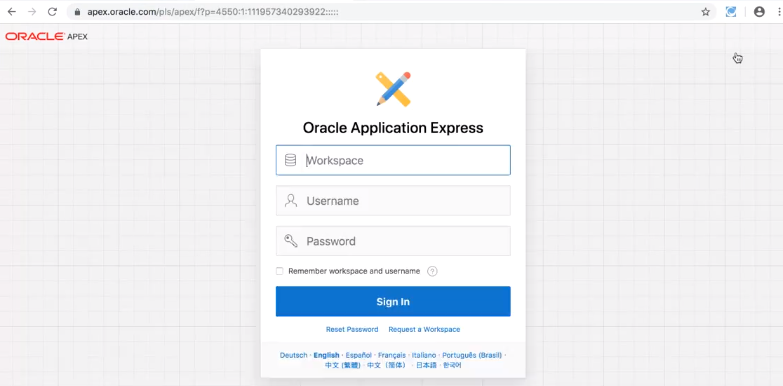 apex.oracle.com/pls/apex/f?p=4550:1:111957340293922:::::
ORACLE APEX
Oracle Application Express
Workspace
Username
Password
Remember workspace and username ?
Sign In
Reset Password Request a Workspace
Deutsch · English · Español · Français · Italiano · Português (Brasil) ·
中文 (繁體) · 中文（简体） · 日本語 · 한국어